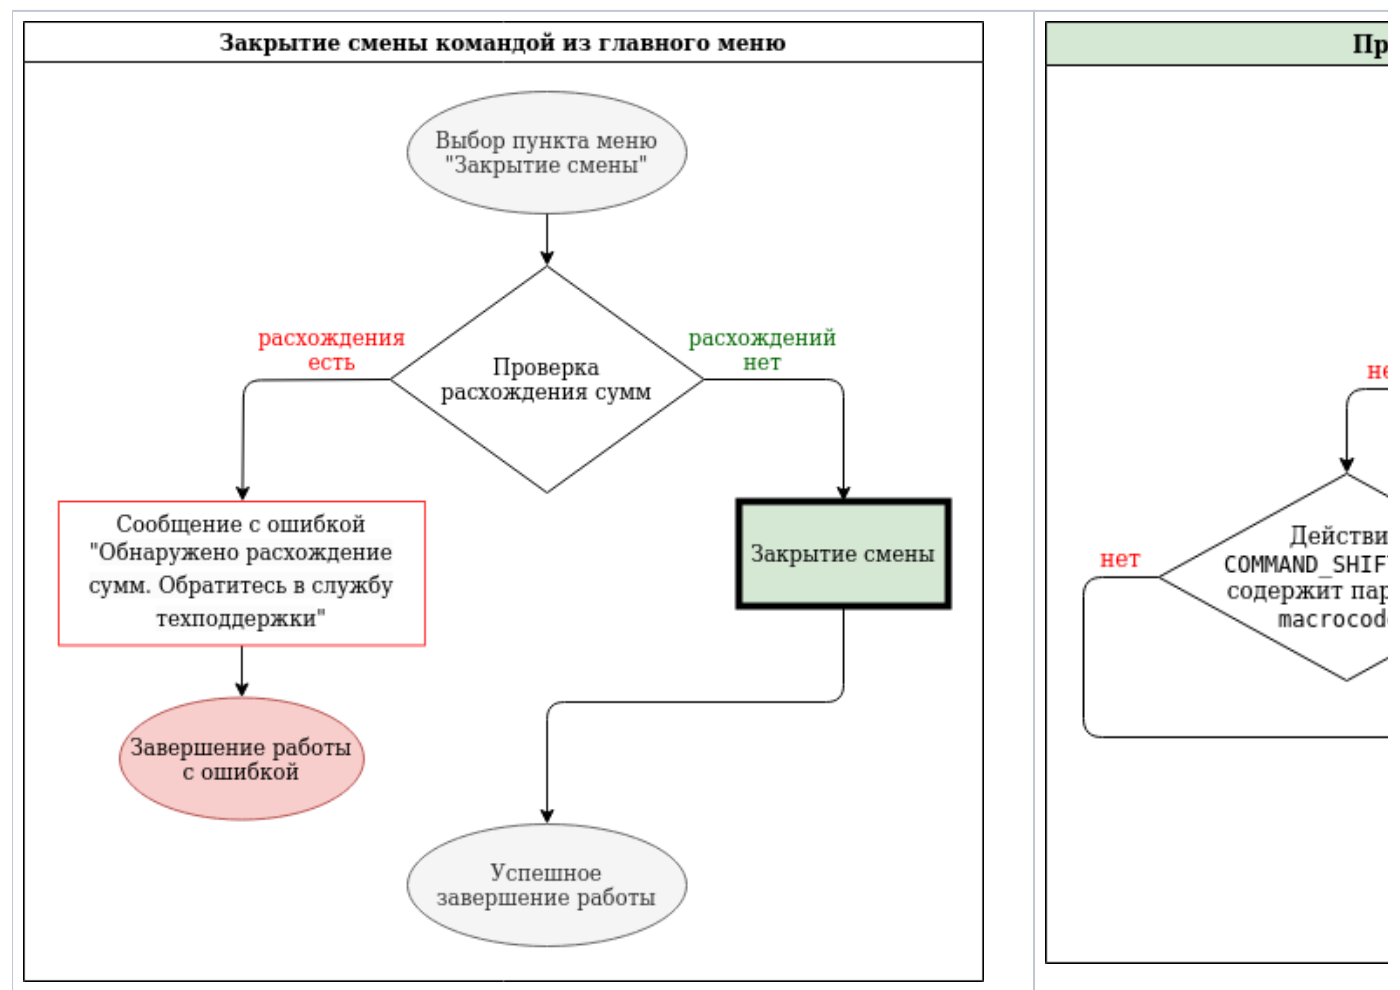 Закрытие смены командой из главного меню
Выбор пункта меню
"Закрытие смены"
расхождения
есть
Проверка
расхождения сумм
расхождений
нет
Сообщение с ошибкой
"Обнаружено расхождение
сумм. Обратитесь в службу
техподдержки"
Закрытие смены
Завершение работы
с ошибкой
Успешное
завершение работы
нет
содержит